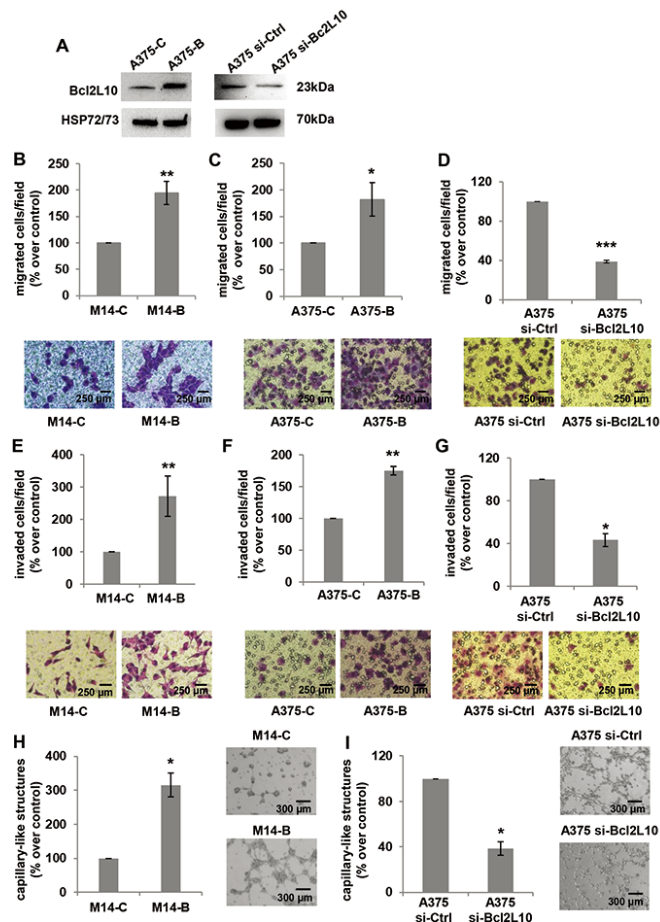 A
A375-C
A375-B
A375 si-Ctrl
A375 si-Bc2L10
Bcl2L10
23kDa
HSP72/73
70kDa
B
migrated cells/field
(% over control)
250
200
150
100
50
0
**
M14-C
M14-B
250 µm
250 µm
M14-C
M14-B
C
migrated cells/field
(% over control)
250
200
150
100
50
0
*
A375-C
A375-B
250 µm
250 µm
A375-C
A375-B
D
migrated cells/field
(% over control)
120
80
40
0
***
A375
si-Ctrl
A375
si-Bcl2L10
250 µm
250 µm
A375 si-Ctrl
A375 si-Bcl2L10
E
invaded cells/field
(% over control)
400
300
200
100
0
**
M14-C
M14-B
250 µm
250 µm
M14-C
M14-B
F
invaded cells/field
(% over control)
200
150
100
50
0
**
A375-C
A375-B
250 µm
250 µm
A375-C
A375-B
G
invaded cells/field
(% over control)
120
80
40
0
*
A375
si-Ctrl
A375
si-Bcl2L10
250 µm
250 µm
A375 si-Ctrl
A375 si-Bcl2L10
H
capillary-like structures
(% over control)
400
300
200
100
0
*
M14-C
M14-B
M14-C
300 µm
M14-B
300 µm
I
capillary-like structures
(% over control)
120
80
40
0
*
A375
si-Ctrl
A375
si-Bcl2L10
A375 si-Ctrl
300 µm
A375 si-Bcl2L10
300 µm